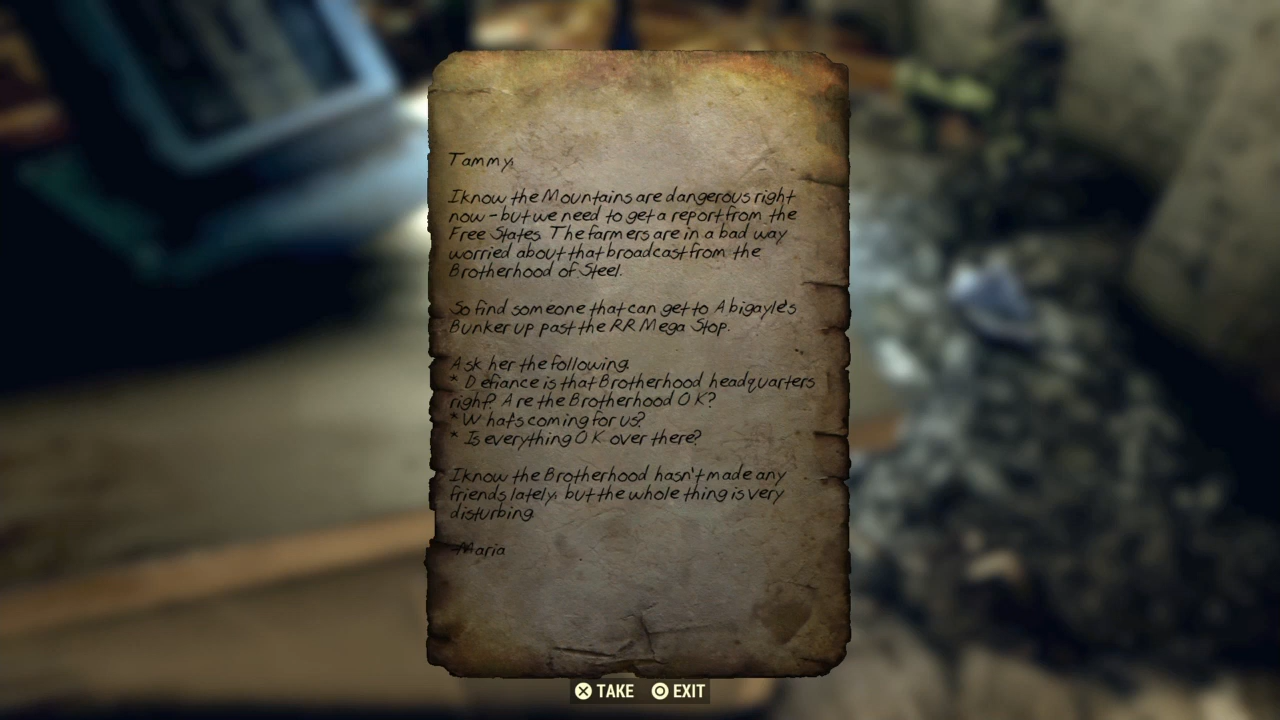 Tammy,
I know the Mountains are dangerous right
now - but we need to get a report from the
Free States. The farmers are in a bad way
worried about that broadcast from the
Brotherhood of Steel.
So find someone that can get to Abigayle's
Bunker up past the RR Mega Stop.
Ask her the following.
* Defiance is that Brotherhood headquarters
right? Are the Brotherhood OK?
* What's coming for us?
* Is everything OK over there?
I know the Brotherhood hasn't made any
friends lately, but the whole thing is very
disturbing.
-Maria
TAKE EXIT